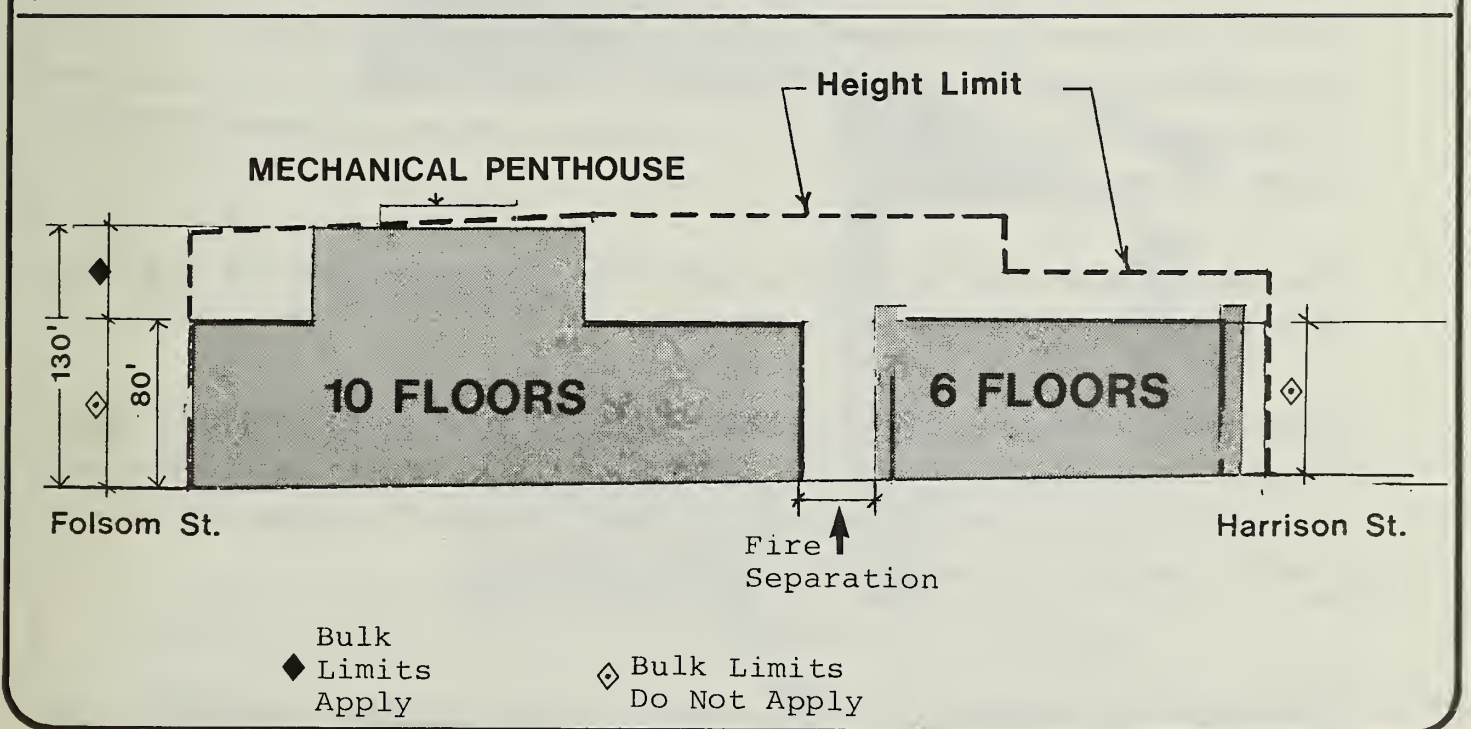 Height Limit
MECHANICAL PENTHOUSE
130'
80'
10 FLOORS
6 FLOORS
Folsom St.
Harrison St.
Fire
Separation
Bulk
Limits
Apply
Bulk Limits
Do Not Apply